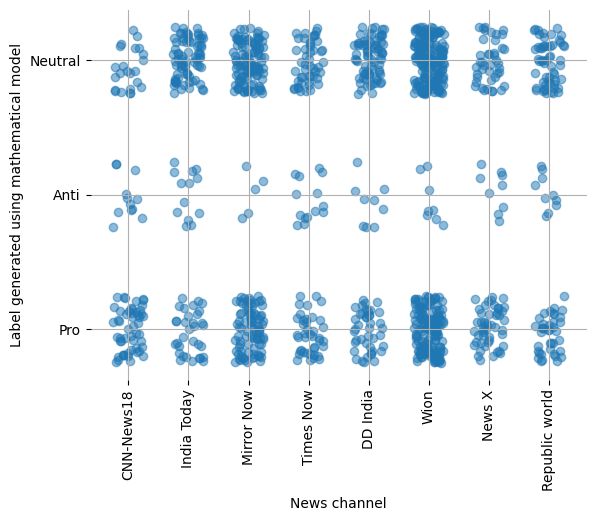 Label generated using mathematical model
Neutral
Anti
Pro
CNN-News18
India Today
Mirror Now
Times Now
DD India
Wion
News X
Republic world
News channel